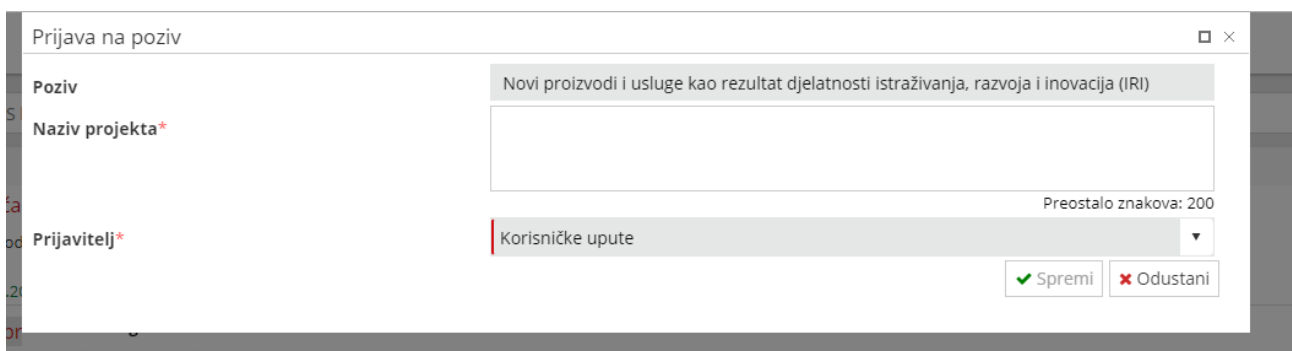 Prijava na poziv
Poziv
Novi proizvodi i usluge kao rezultat djelatnosti istraživanja, razvoja i inovacija (IRI)
Naziv projekta*
Preostalo znakova: 200
Prijavitelj*
Korisničke upute
Spremi
Odustani